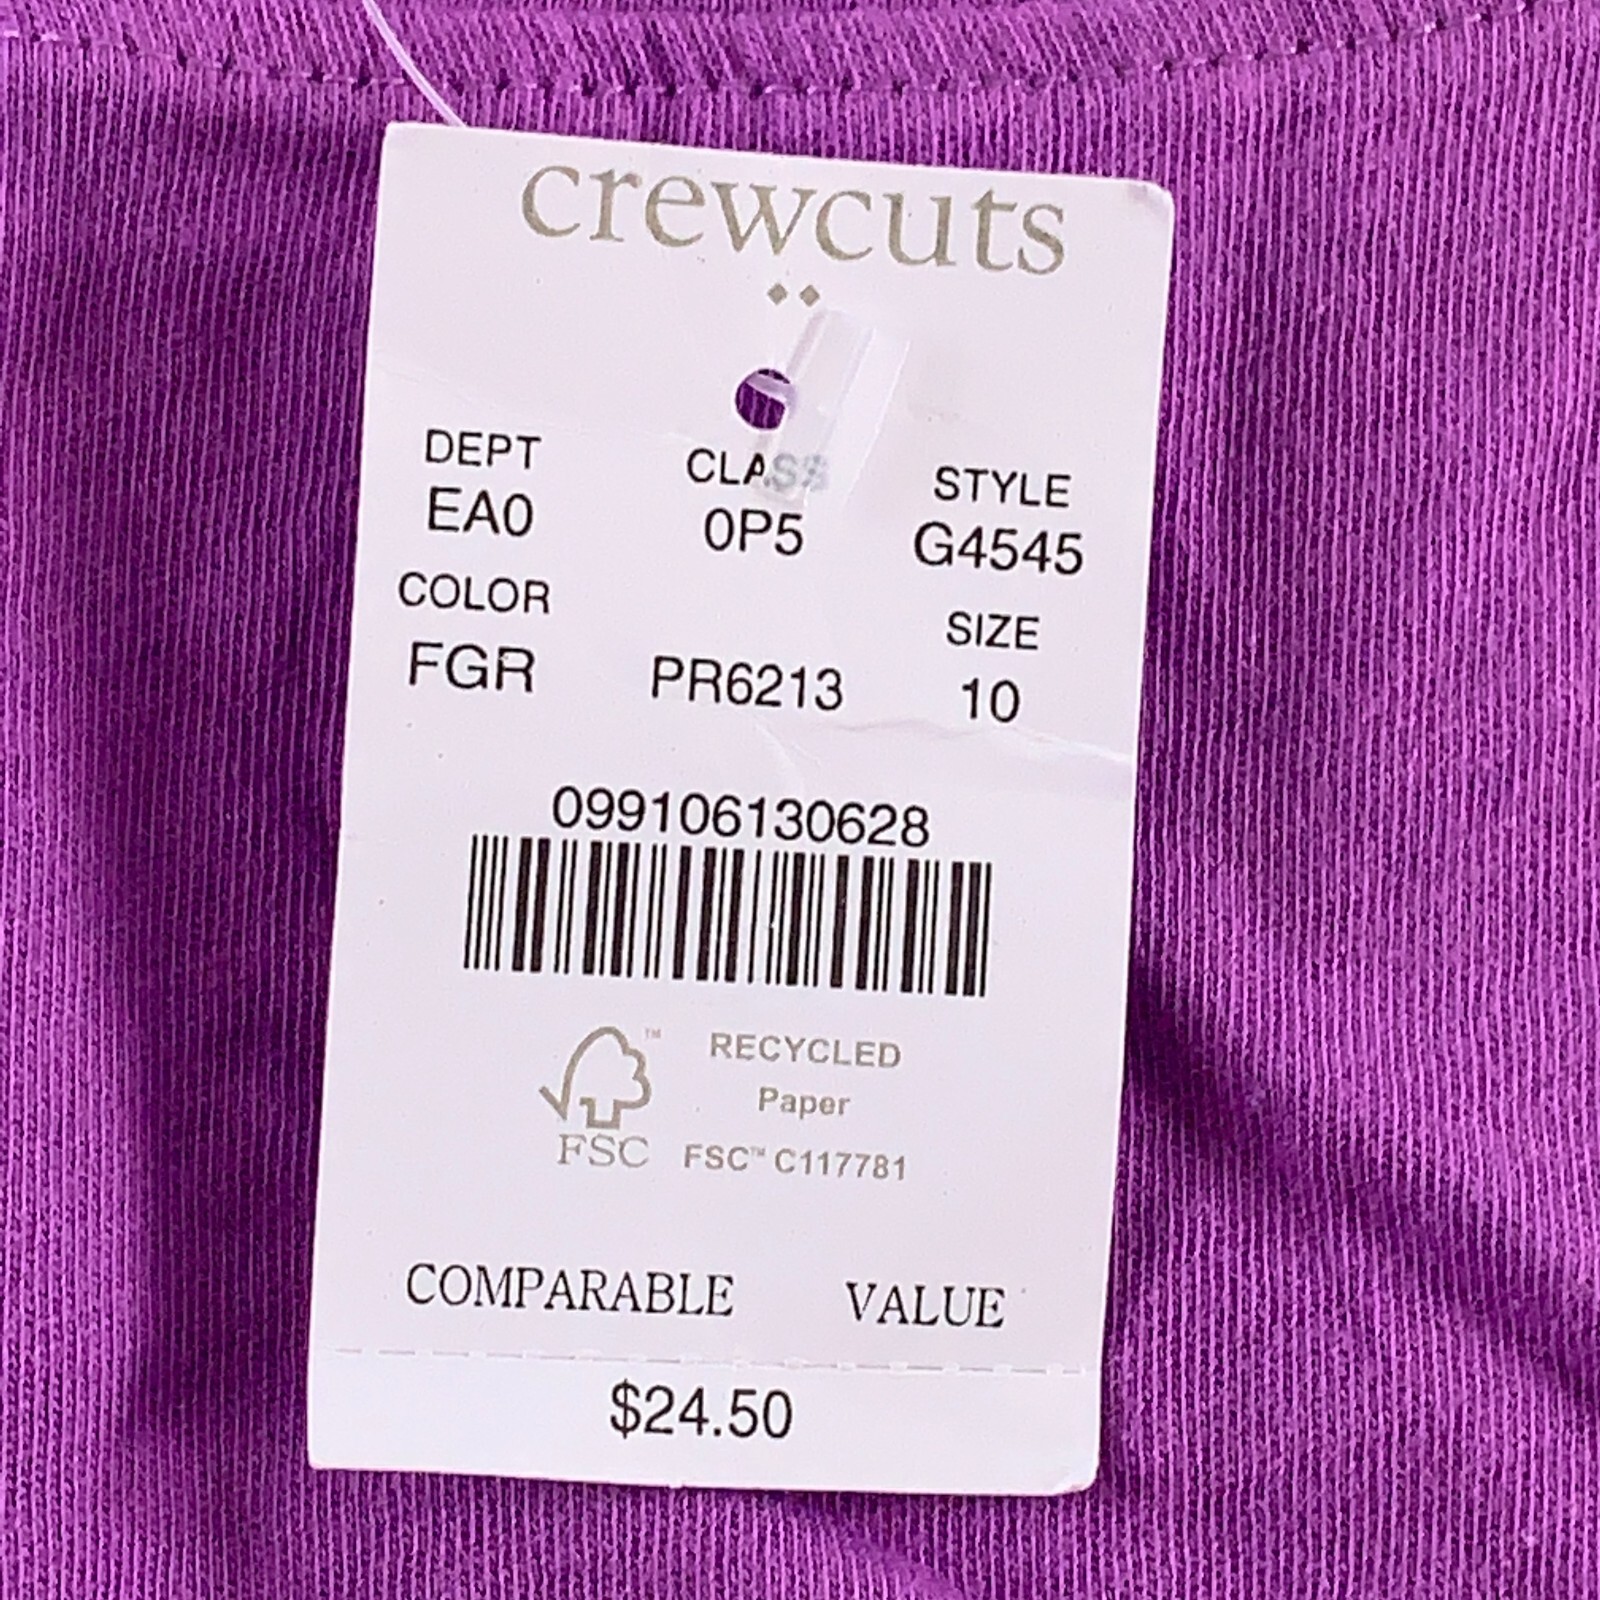 crewcuts
DEPT CLASS STYLE
EA0 0P5 G4545
COLOR SIZE
FGR PR6213 10
099106130628
™ RECYCLED
Paper
FSC FSC™ C117781
COMPARABLE VALUE
$24.50